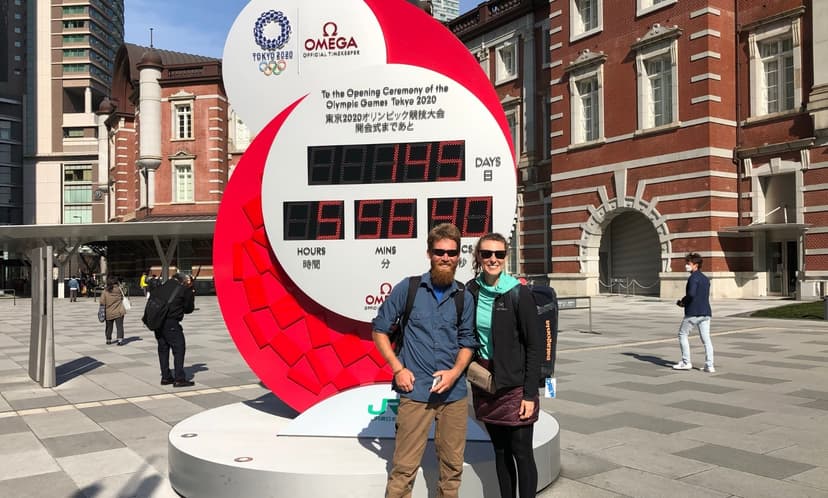 TOKYO 2020
OMEGA
OFFICIAL TIMEKEEPER
To the Opening Ceremony of the
Olympic Games Tokyo 2020
東京2020オリンピック競技大会
開会式まであと
145 DAYS
日
5 56 40
HOURS MINS
時間 分 秒
OMEGA
JR
patagonia